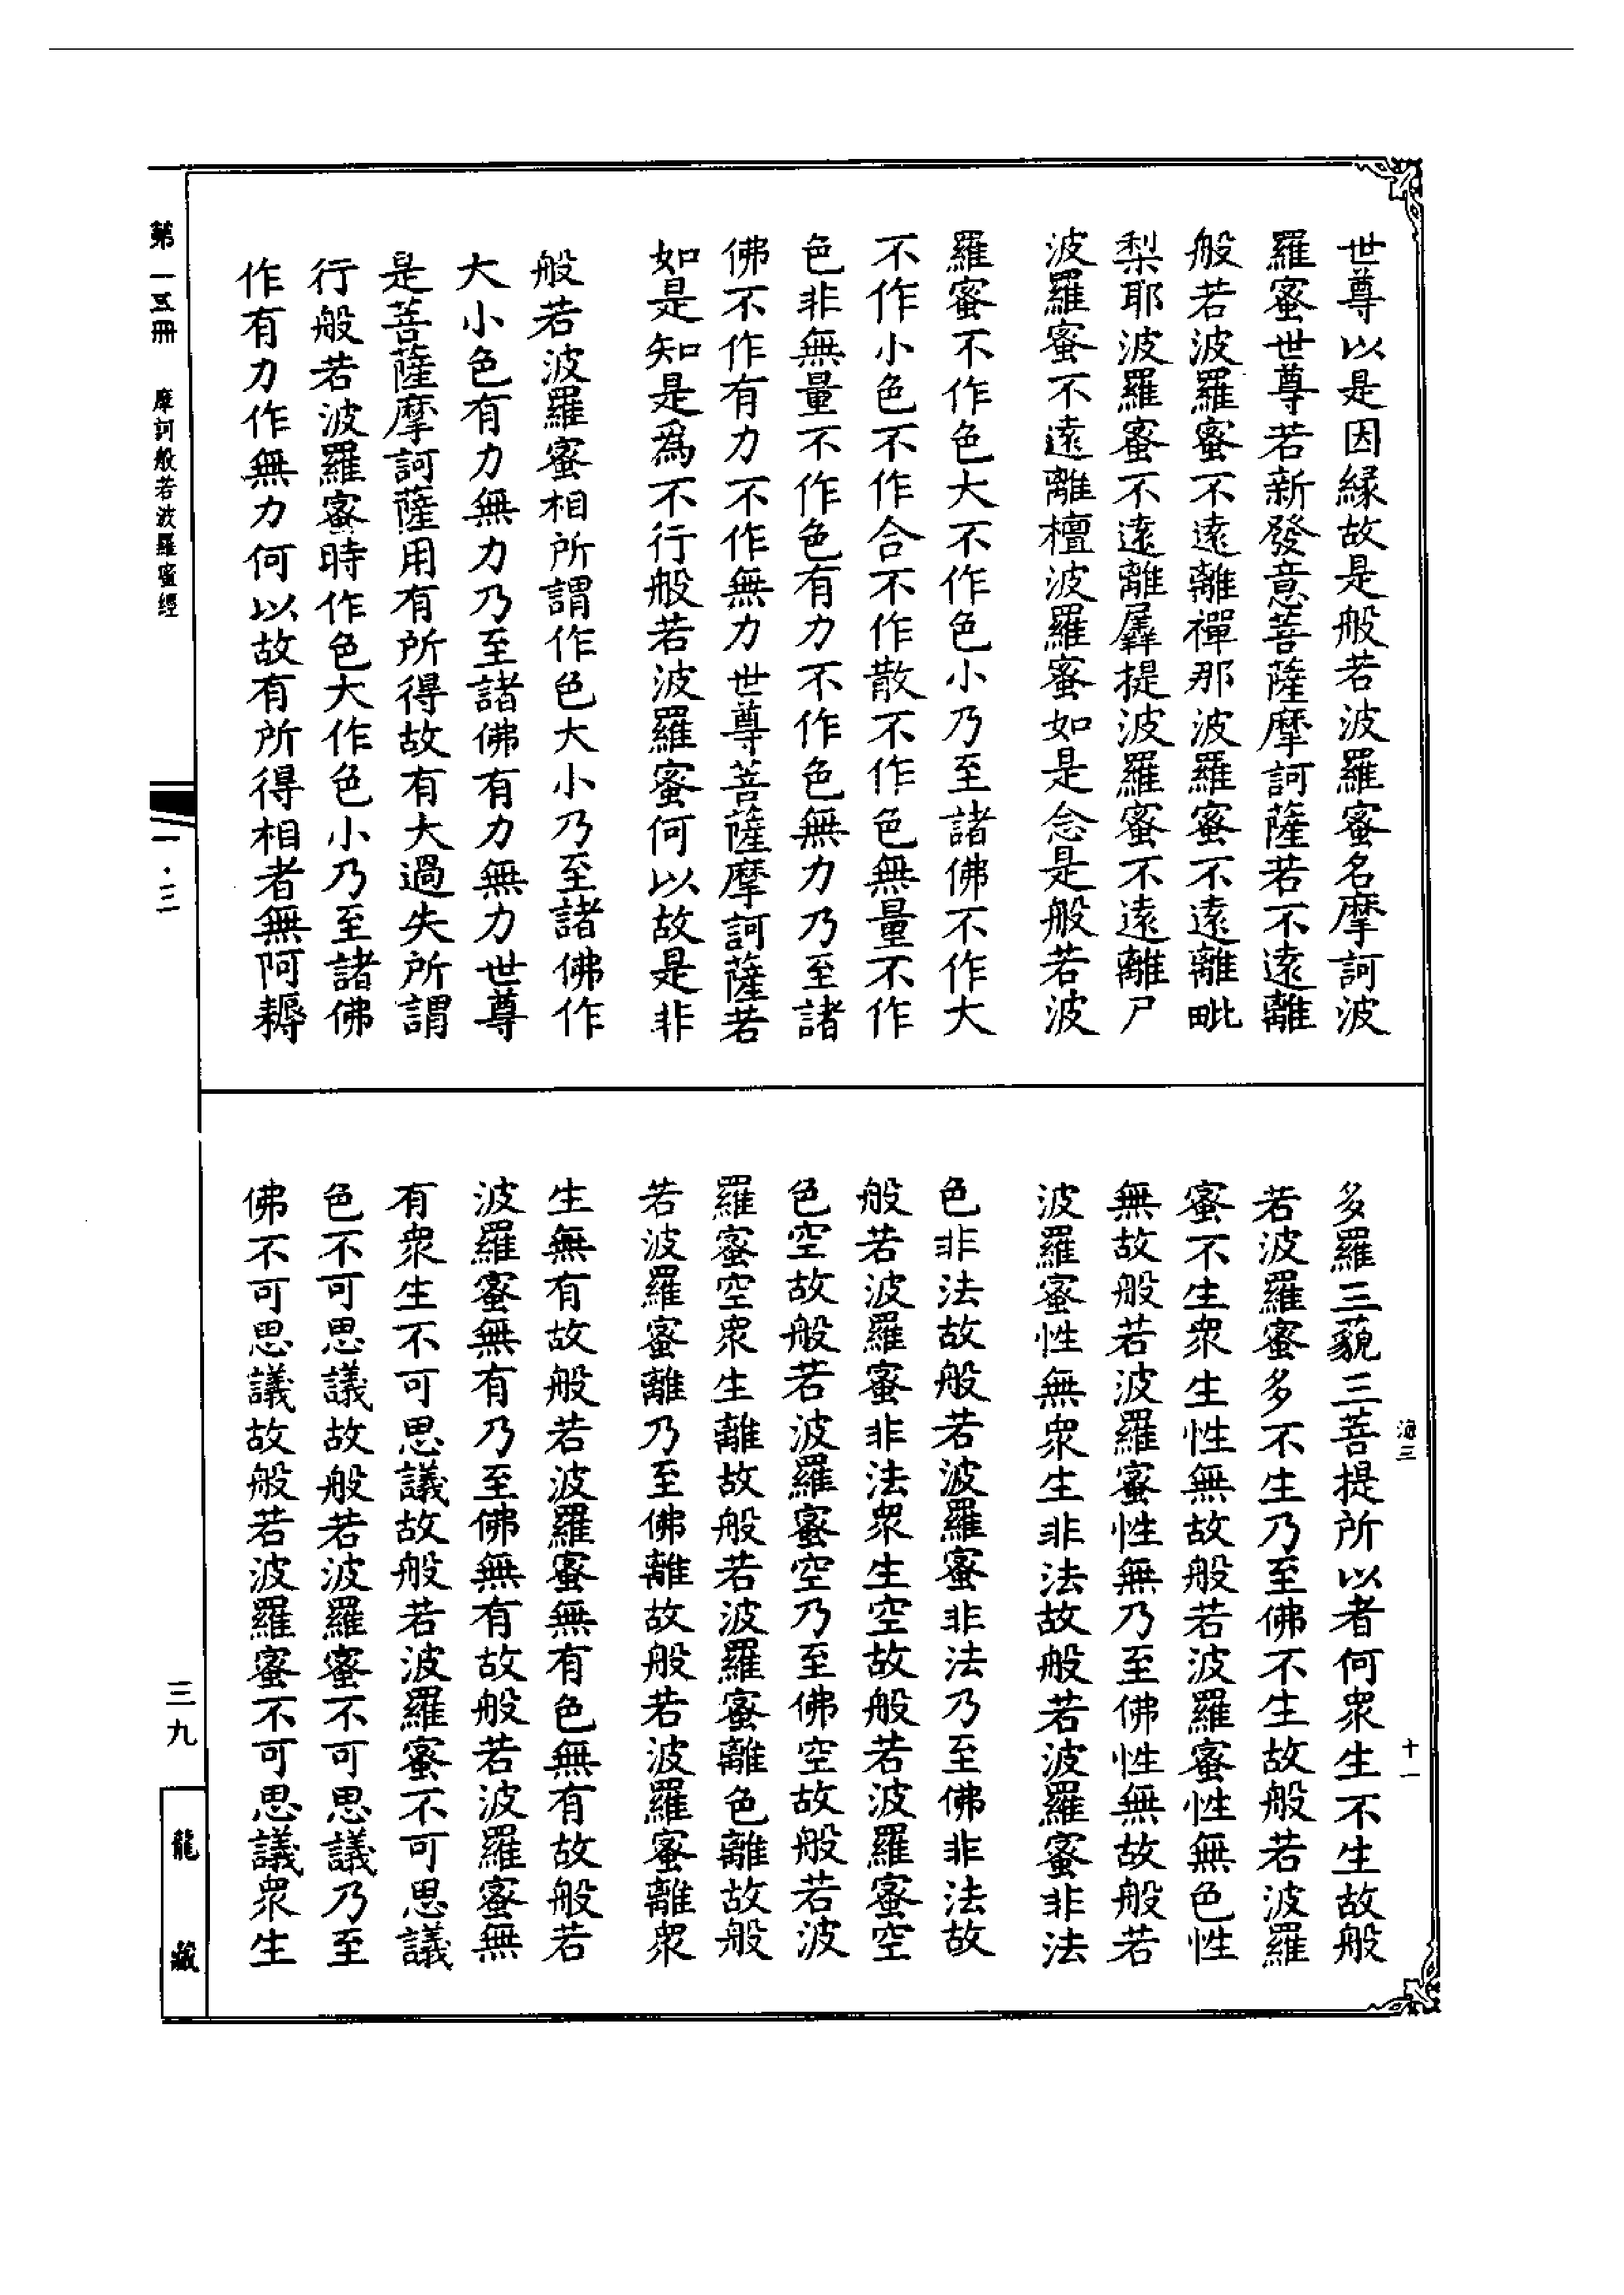 世尊以是因緣故是般若波羅蜜名摩訶波
羅蜜世尊若新發意菩薩摩訶薩若不遠離
般若波羅蜜不遠離禪那波羅蜜不遠離毗
梨耶波羅蜜不遠離羼提波羅蜜不遠離尸
波羅蜜不遠離檀波羅蜜如是念是般若波
羅蜜不作色大不作色小乃至諸佛不作大
不作小色不作合不作散不作色無量不作
色非無量不作色有力不作色無力乃至諸
佛不作有力不作無力世尊菩薩摩訶薩若
如是知是爲不行般若波羅蜜何以故是非
般若波羅蜜相所謂作色大小乃至諸佛作
大小色有力無力乃至諸佛有力無力世尊
是菩薩摩訶薩用有所得故有大過失所謂
行般若波羅蜜時作色大作色小乃至諸佛
作有力作無力何以故有所得相者無阿耨
多羅三藐三菩提所以者何眾生不生故般
若波羅蜜多不生乃至佛不生故般若波羅
蜜不生眾生性無故般若波羅蜜性無色性
無故般若波羅蜜性無乃至佛性無故般若
波羅蜜性無眾生非法故般若波羅蜜非法
色非法故般若波羅蜜非法乃至佛非法故
般若波羅蜜非法眾生空故般若波羅蜜空
色空故般若波羅蜜空乃至佛空故般若波
羅蜜空眾生離故般若波羅蜜離色離故般
若波羅蜜離乃至佛離故般若波羅蜜離眾
生無有故般若波羅蜜無有色無有故般若
波羅蜜無有乃至佛無有故般若波羅蜜無
有眾生不可思議故般若波羅蜜不可思議
色不可思議故般若波羅蜜不可思議乃至
佛不可思議故般若波羅蜜不可思議眾生
海三
十一
第一五冊
摩訶般若波羅蜜經
一·三
三九
龍藏